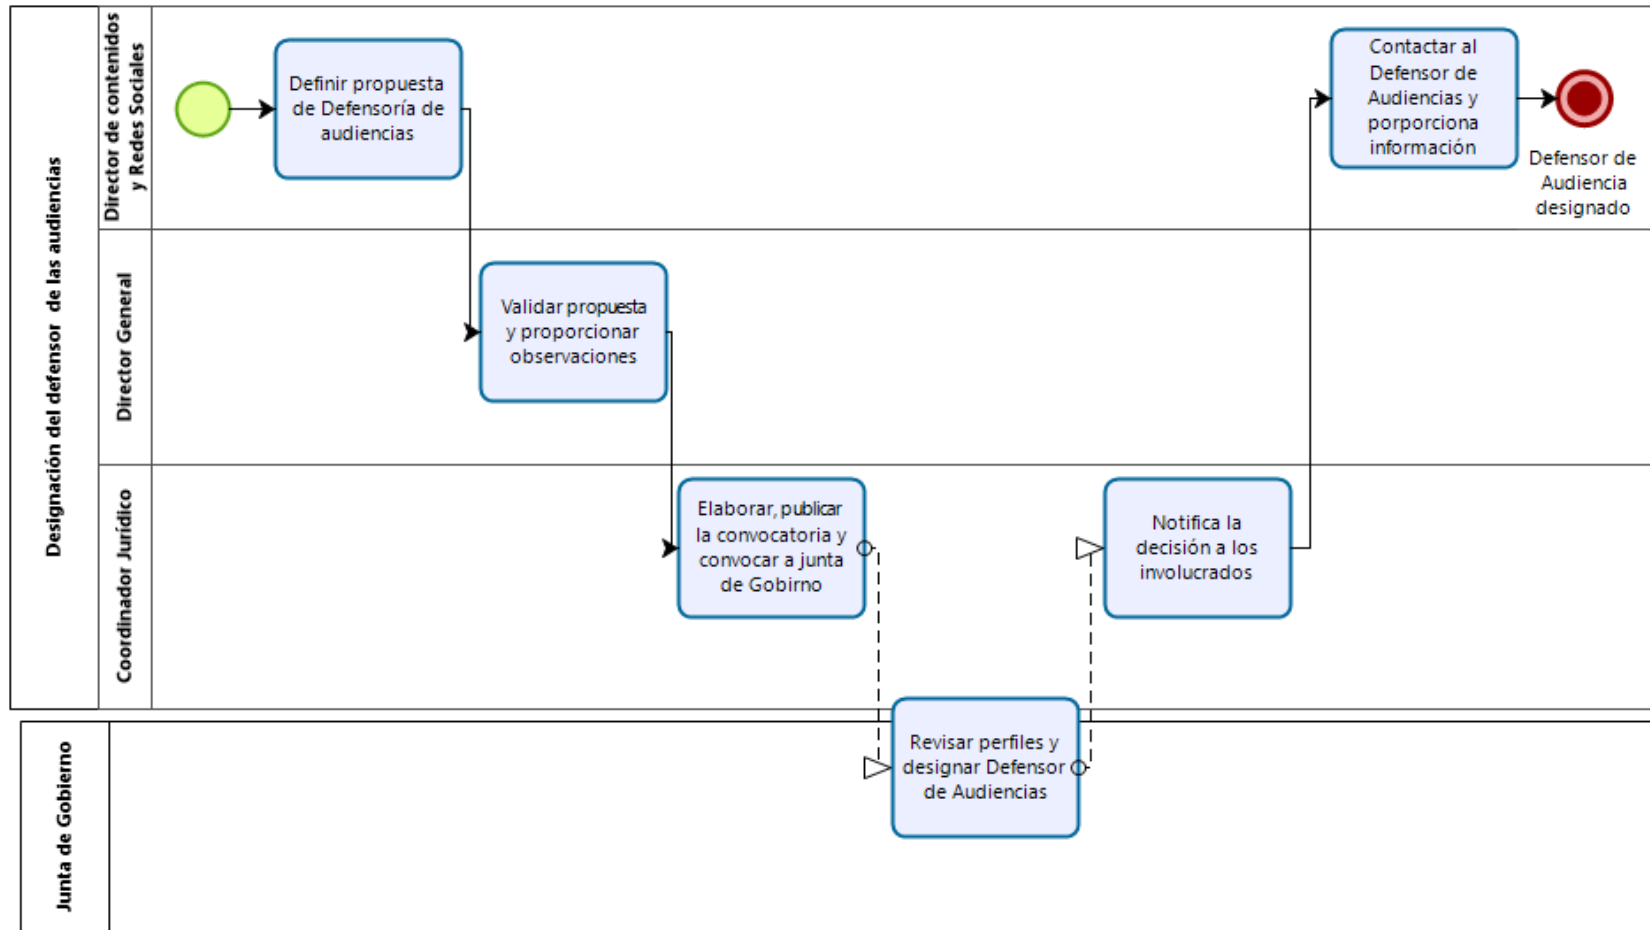 Designación del defensor de las audiencias
Director de contenidos
y Redes Sociales
Definir propuesta
de Defensoría de
audiencias
Contactar al
Defensor de
Audiencias y
porporciona
información
Defensor de
Audiencia
designado
Director General
Validar propuesta
y proporcionar
observaciones
Coordinador Jurídico
Elaborar, publicar
la convocatoria y
convocar a junta
de Gobirno
Notifica la
decisión a los
involucrados
Junta de Gobierno
Revisar perfiles y
designar Defensor
de Audiencias